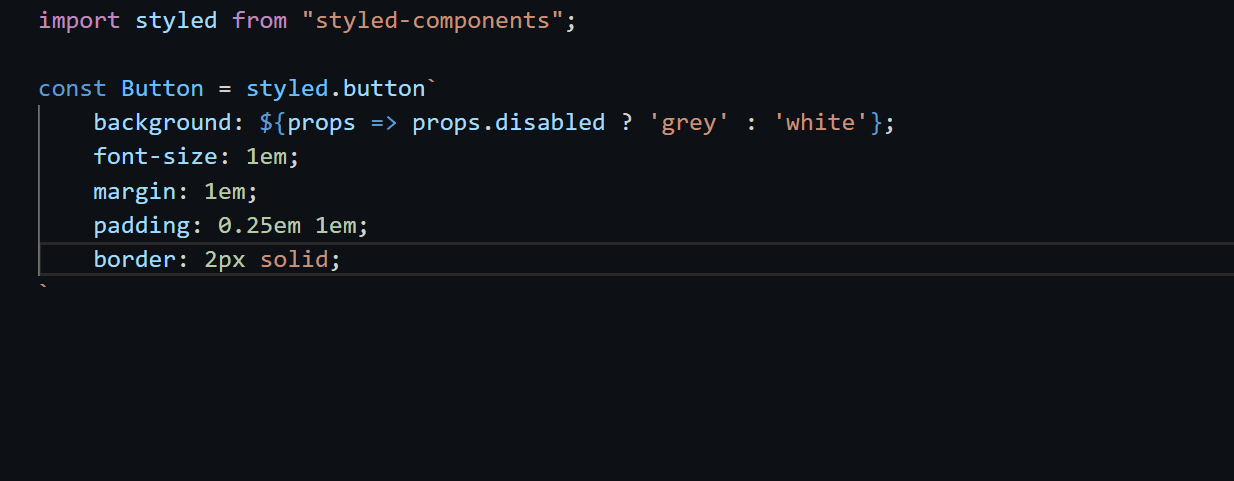 import styled from "styled-components";
const Button = styled.button`
background: ${props => props.disabled ? 'grey' : 'white'};
font-size: 1em;
margin: 1em;
padding: 0.25em 1em;
border: 2px solid;
`